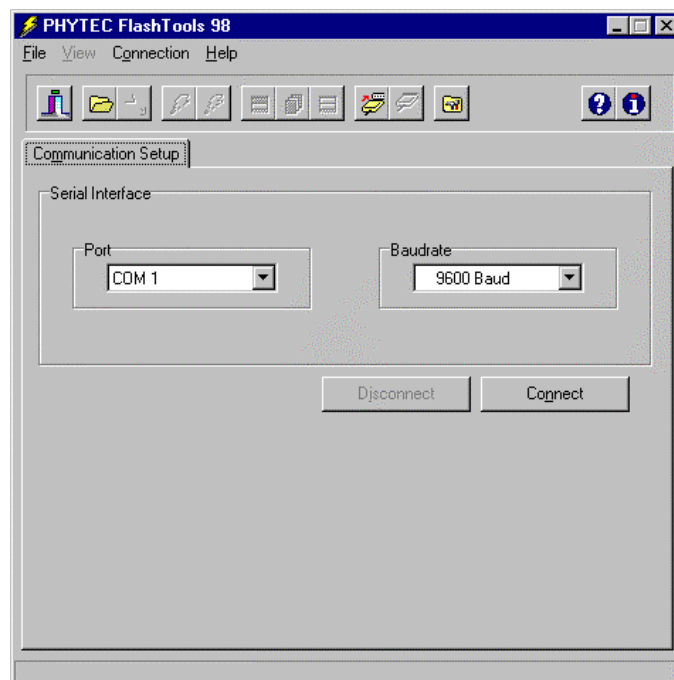 PHYTEC FlashTools 98
File View Connection Help
Communication Setup
Serial Interface
Port
Baudrate
COM 1
9600 Baud
Disconnect
Connect